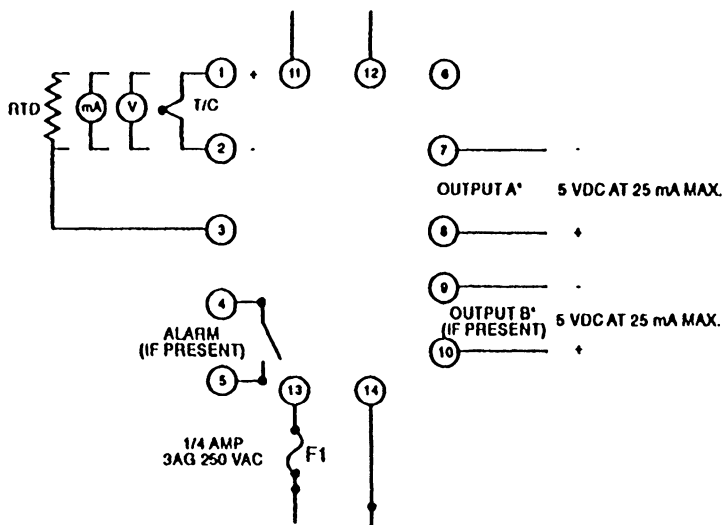 11
12
1
+
6
RTD
mA
V
T/C
2
-
7
-
OUTPUT A*
5 VDC AT 25 mA MAX.
3
8
+
9
-
4
OUTPUT B*
(IF PRESENT)
5 VDC AT 25 mA MAX.
ALARM
(IF PRESENT)
10
+
5
13
14
1/4 AMP
3AG 250 VAC
F1